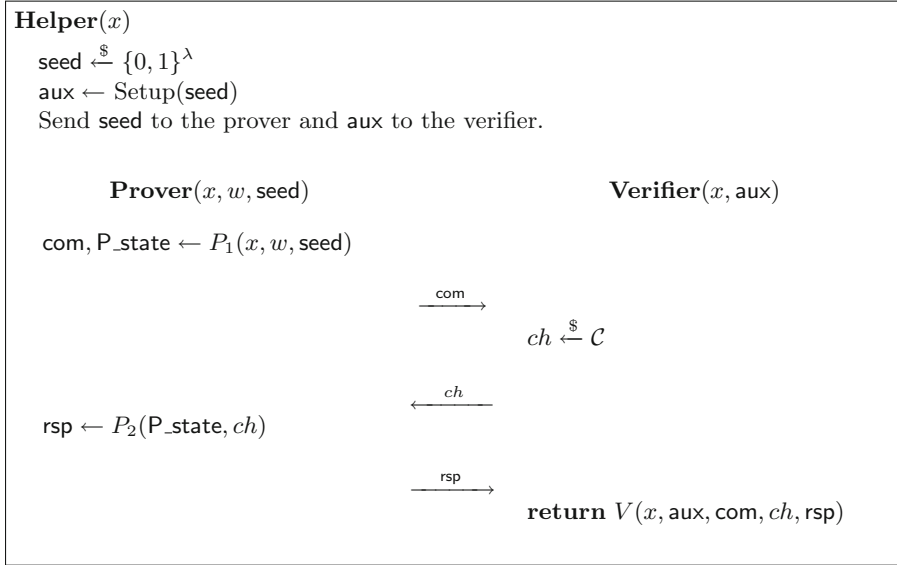 Helper(x)
seed $← {0, 1}^λ
aux ← Setup(seed)
Send seed to the prover and aux to the verifier.
Prover(x, w, seed) Verifier(x, aux)
com, P_state ← P₁(x, w, seed)
com
ch $← C
ch
rsp ← P₂(P_state, ch)
rsp
return V(x, aux, com, ch, rsp)